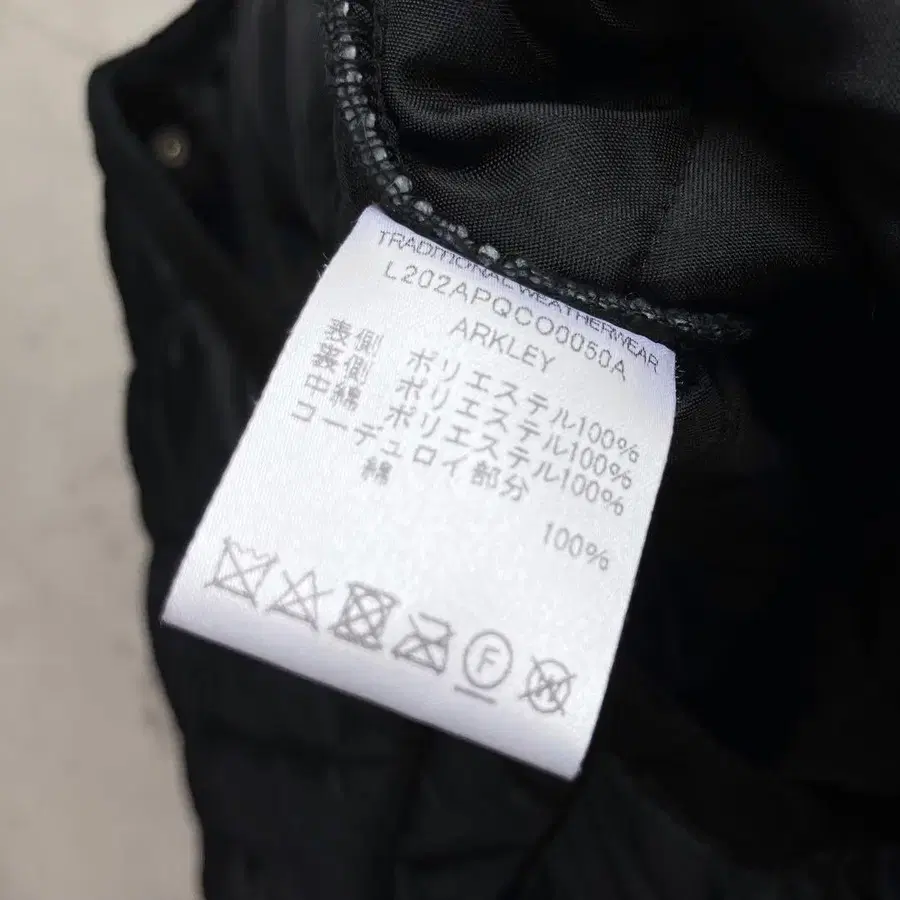 TRADITIONAL WEATHERWEAR
L202APQCO0050A
ARKLEY
表側 ポリエステル100%
裏側 ポリエステル100%
中綿 ポリエステル100%
コーデュロイ部分
綿 100%
F
W